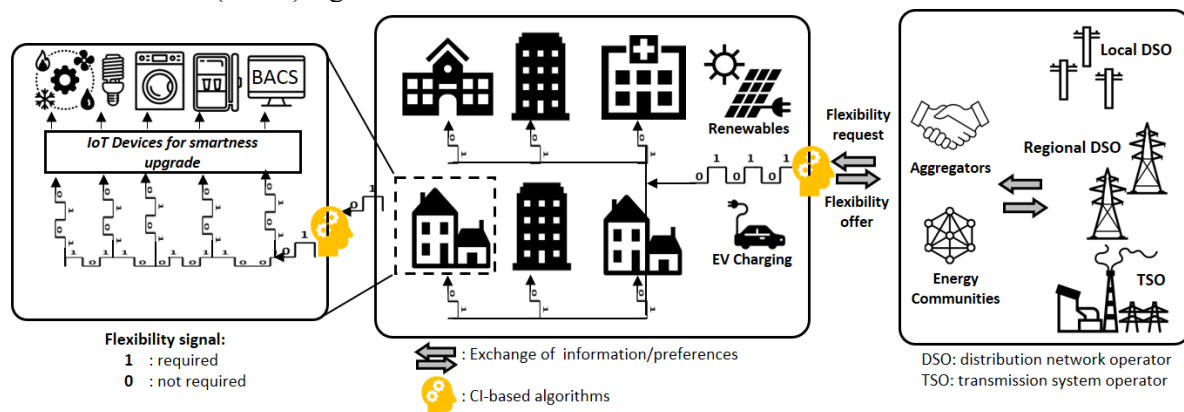 BACS
IoT Devices for smartness
upgrade
Flexibility signal:
1 : required
0 : not required
Renewables
EV Charging
Flexibility
request
Flexibility
offer
: Exchange of information/preferences
: CI-based algorithms
Local DSO
Aggregators
Regional DSO
Energy
Communities
TSO
DSO: distribution network operator
TSO: transmission system operator